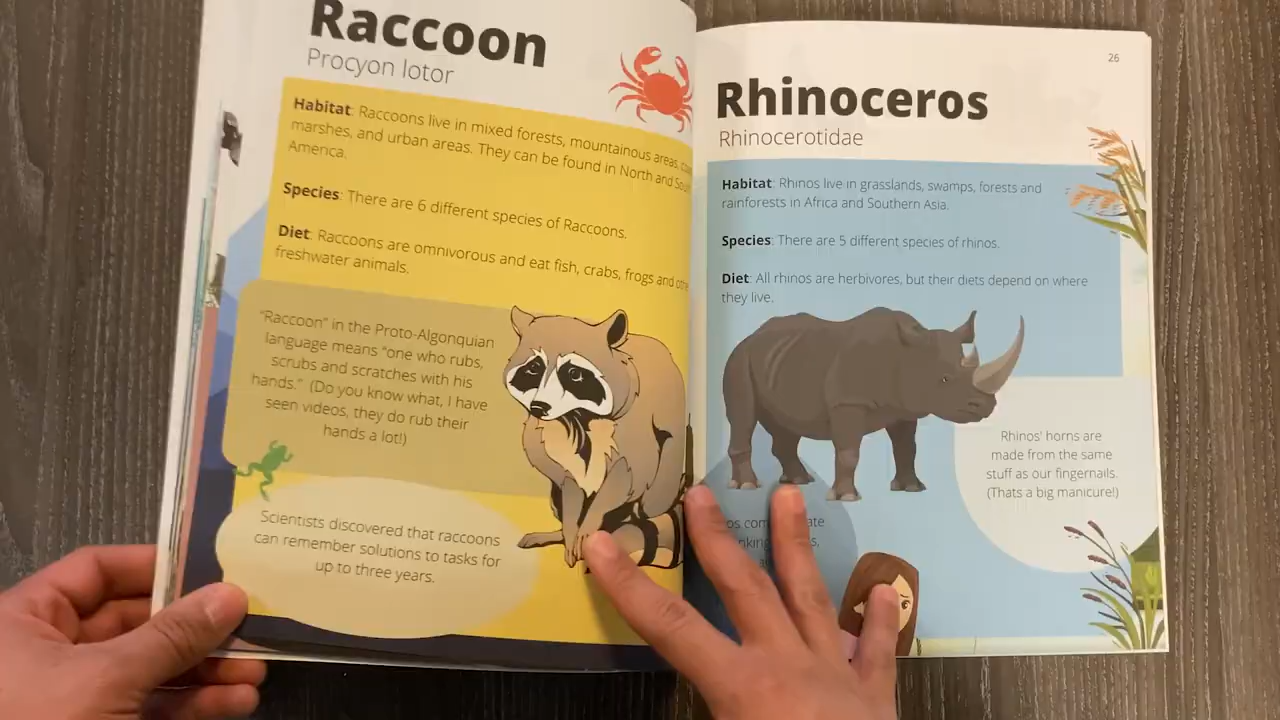 Raccoon
Procyon lotor
Habitat: Raccoons live in mixed forests, mountainous areas,
marshes, and urban areas. They can be found in North and
America.
Species: There are 6 different species of Raccoons.
Diet: Raccoons are omnivorous and eat fish, crabs, frogs and
freshwater animals.
"Raccoon" in the Proto-Algonquian
language means "one who rubs,
scrubs and scratches with his
hands." (Do you know what, I have
seen videos, they do rub their
hands a lot!)
Scientists discovered that raccoons
can remember solutions to tasks for
up to three years.
26
Rhinoceros
Rhinocerotidae
Habitat: Rhinos live in grasslands, swamps, forests and
rainforests in Africa and Southern Asia.
Species: There are 5 different species of rhinos.
Diet: All rhinos are herbivores, but their diets depend on where
they live.
Rhinos' horns are
made from the same
stuff as our fingernails.
(Thats a big manicure!)